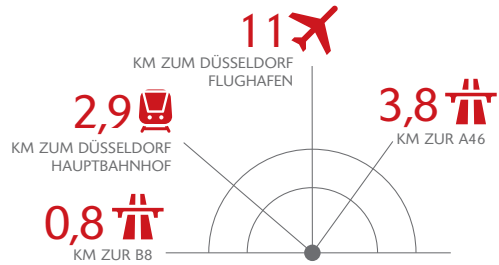 11
KM ZUM DÜSSELDORF
FLUGHAFEN
2,9
KM ZUM DÜSSELDORF
HAUPTBAHNHOF
3,8
KM ZUR A46
0,8
KM ZUR B8